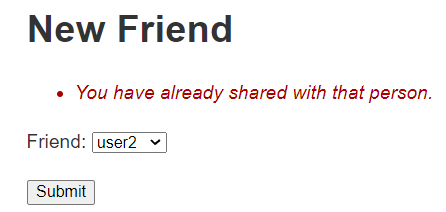 New Friend
You have already shared with that person.
Friend: user2
Submit